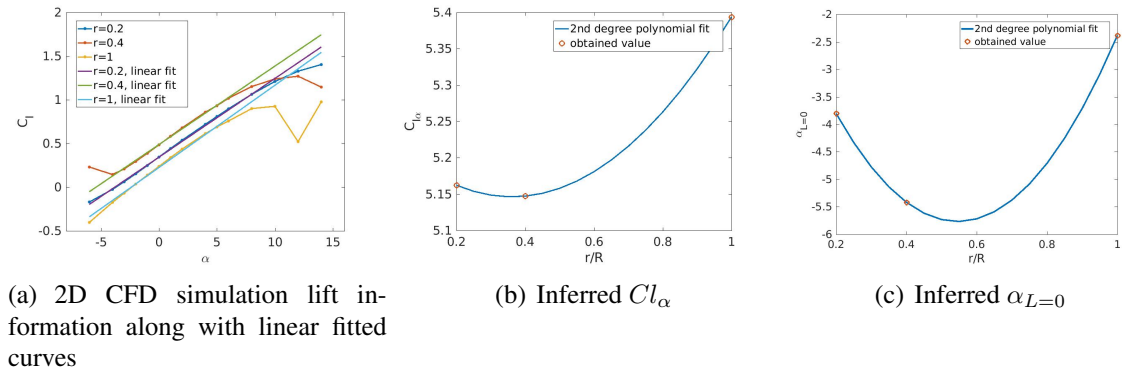 2
1.5
1
0.5
0
-0.5
C_l
-5 0 5 10 15
α
r=0.2
r=0.4
r=1
r=0.2, linear fit
r=0.4, linear fit
r=1, linear fit
5.4
5.35
5.3
5.25
5.2
5.15
5.1
C_lα
0.2 0.4 0.6 0.8 1
r/R
2nd degree polynomial fit
obtained value
-2
-2.5
-3
-3.5
-4
-4.5
-5
-5.5
-6
α_L=0
0.2 0.4 0.6 0.8 1
r/R
2nd degree polynomial fit
obtained value
(a) 2D CFD simulation lift in-
formation along with linear fitted
curves
(b) Inferred Cl_α
(c) Inferred α_L=0